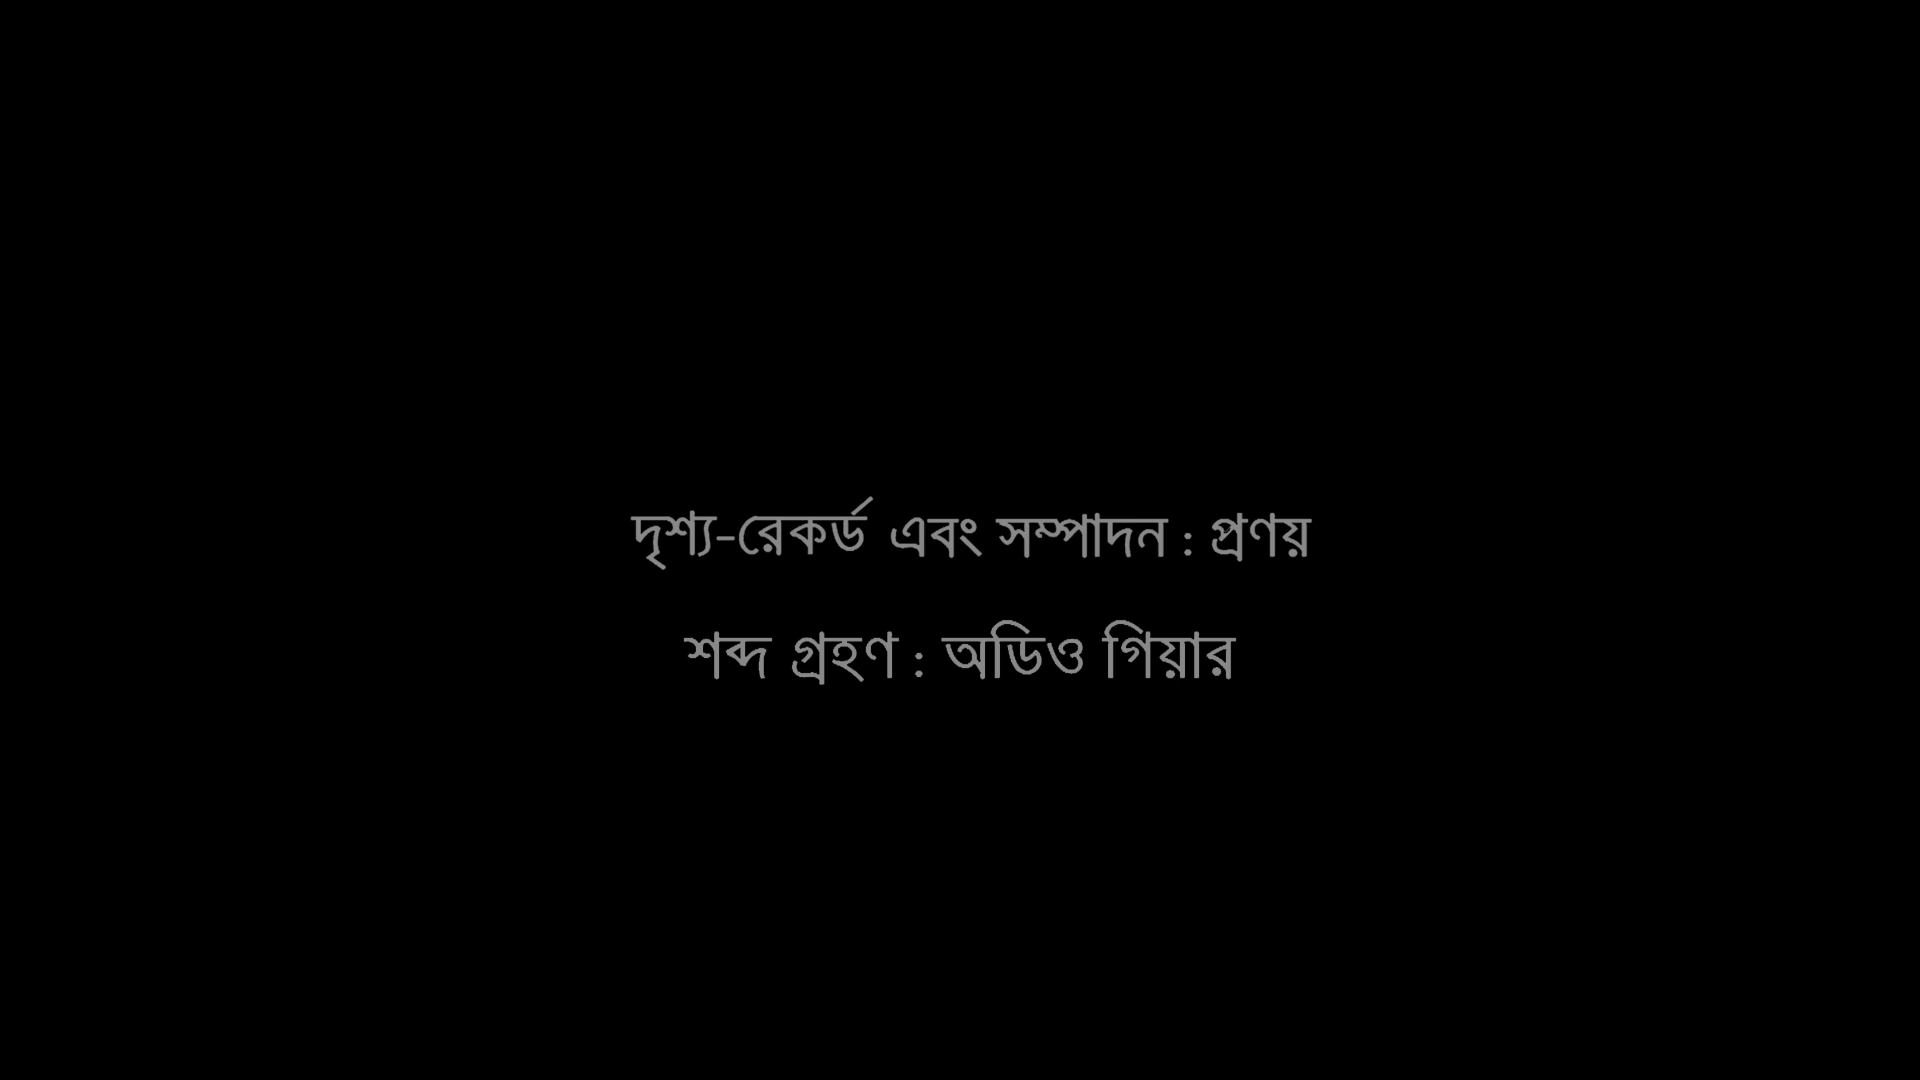 দৃশ্য-রেকর্ড এবং সম্পাদন : প্রণয়
শব্দ গ্রহণ : অডিও গিয়ার